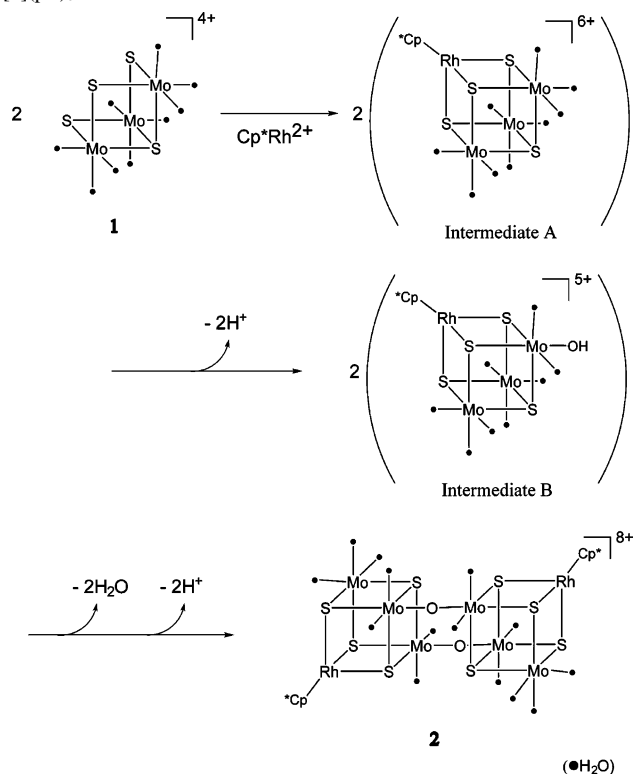 4+
S
S Mo
2
S Mo
Mo S
1
Cp*Rh2+
6+
*Cp
Rh S
S Mo
2
S Mo
Mo S
Intermediate A
- 2H+
5+
*Cp
Rh S
S Mo OH
2
S Mo
Mo S
Intermediate B
- 2H2O - 2H+
8+
Cp*
Mo S S Rh
S Mo O Mo S
S Mo O Mo S
Rh S S Mo
*Cp
2
(●H2O)